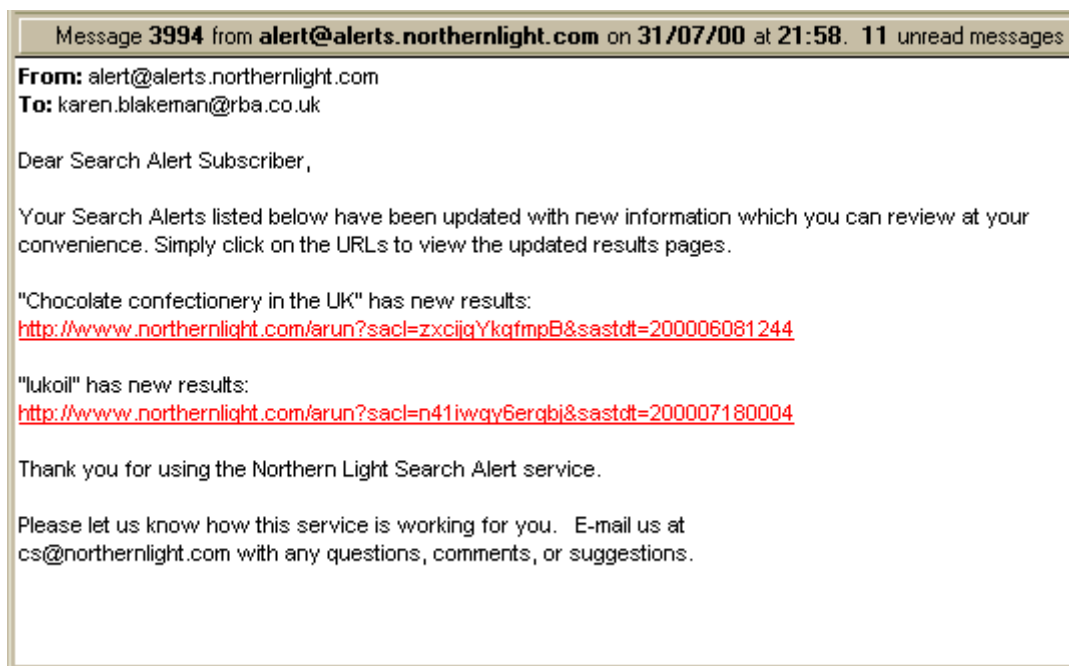 Message 3994 from alert@alerts.northernlight.com on 31/07/00 at 21:58. 11 unread messages
From: alert@alerts.northernlight.com
To: karen.blakeman@rba.co.uk
Dear Search Alert Subscriber,
Your Search Alerts listed below have been updated with new information which you can review at your
convenience. Simply click on the URLs to view the updated results pages.
"Chocolate confectionery in the UK" has new results:
http://www.northernlight.com/arun?sacl=zxcijqYkqfmpB&sastdt=200006081244
"lukoil" has new results:
http://www.northernlight.com/arun?sacl=n41iwqy6erqbj&sastdt=200007180004
Thank you for using the Northern Light Search Alert service.
Please let us know how this service is working for you. E-mail us at
cs@northernlight.com with any questions, comments, or suggestions.